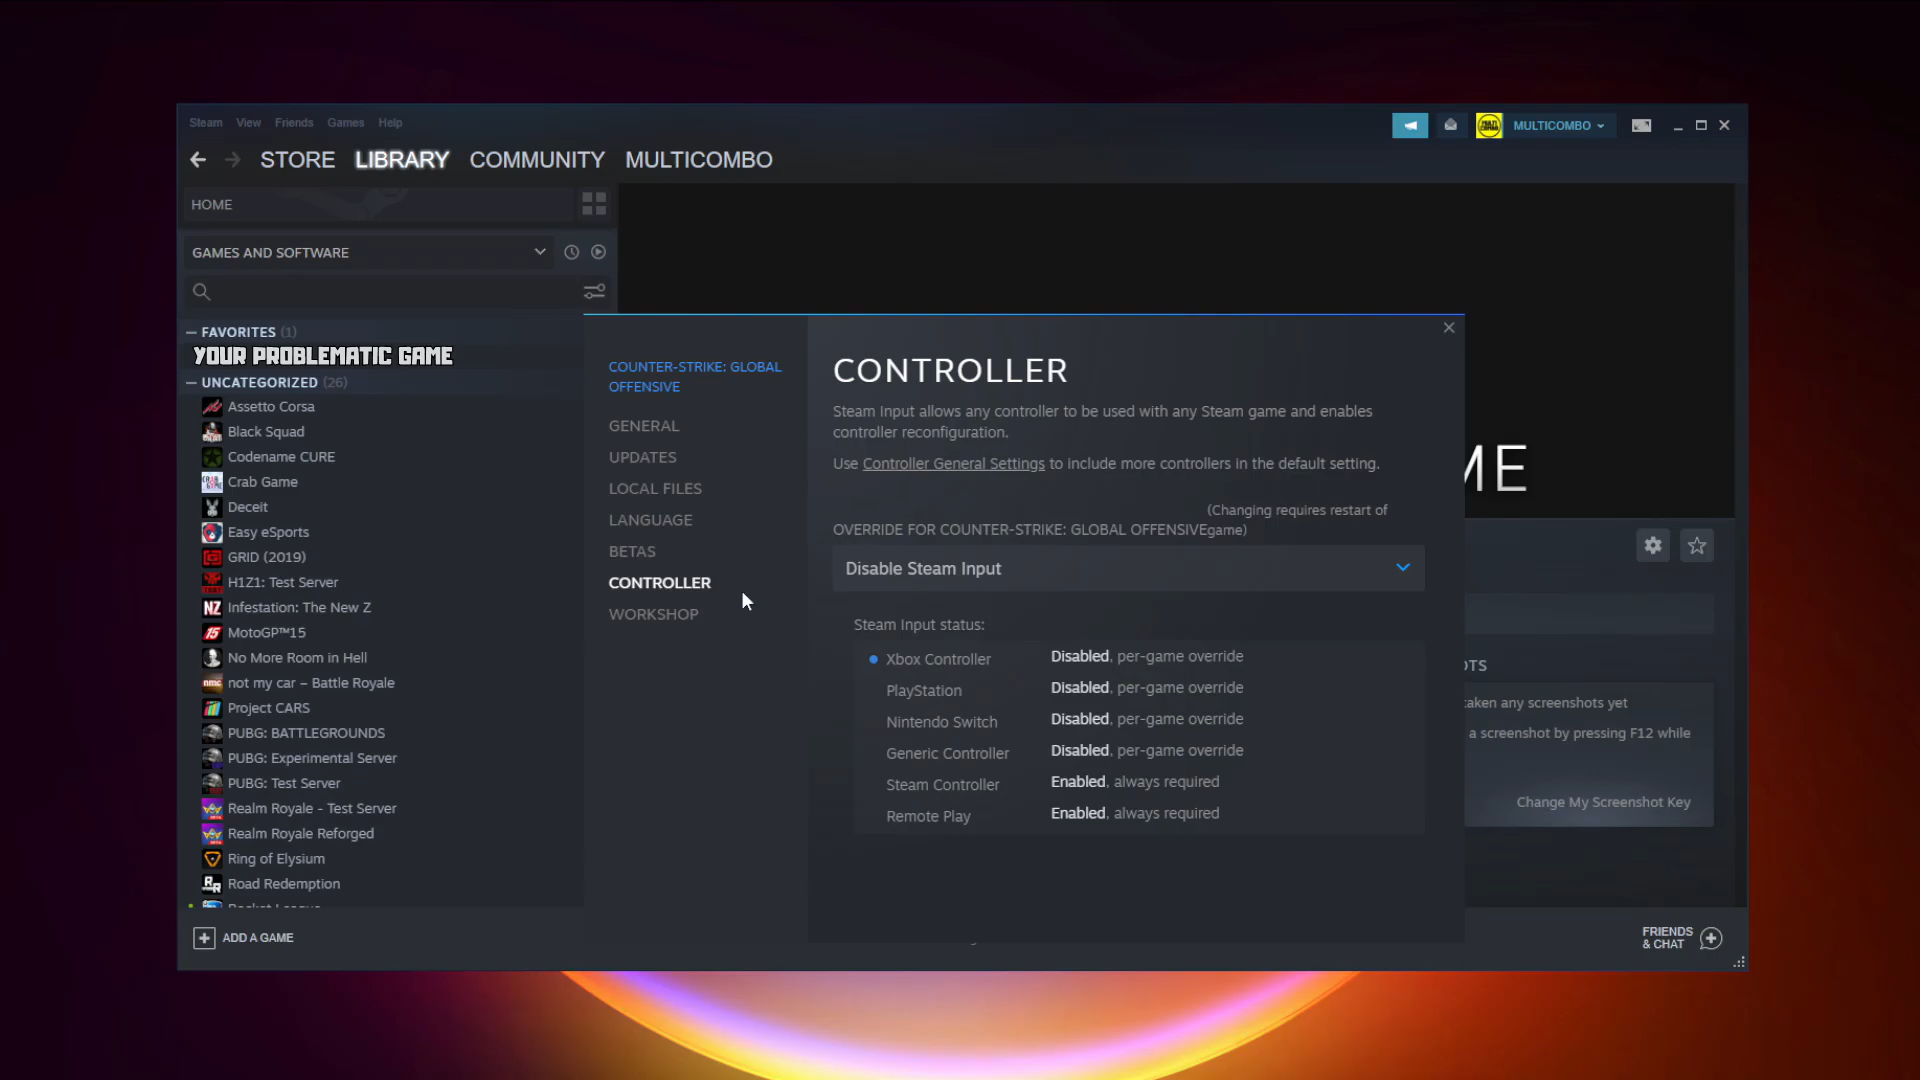 Steam View Friends Games Help
MULTICOMBO
STORE LIBRARY COMMUNITY MULTICOMBO
HOME
GAMES AND SOFTWARE
FAVORITES (1)
YOUR PROBLEMATIC GAME
UNCATEGORIZED (26)
Assetto Corsa
Black Squad
Codename CURE
Crab Game
Deceit
Easy eSports
GRID (2019)
H1Z1: Test Server
Infestation: The New Z
MotoGP™15
No More Room in Hell
not my car – Battle Royale
Project CARS
PUBG: BATTLEGROUNDS
PUBG: Experimental Server
PUBG: Test Server
Realm Royale - Test Server
Realm Royale Reforged
Ring of Elysium
Road Redemption
Rocket League
ADD A GAME
COUNTER-STRIKE: GLOBAL
OFFENSIVE
GENERAL
UPDATES
LOCAL FILES
LANGUAGE
BETAS
CONTROLLER
WORKSHOP
CONTROLLER
Steam Input allows any controller to be used with any Steam game and enables
controller reconfiguration.
Use Controller General Settings to include more controllers in the default setting.
(Changing requires restart of
OVERRIDE FOR COUNTER-STRIKE: GLOBAL OFFENSIVEgame)
Disable Steam Input
Steam Input status:
Xbox Controller Disabled, per-game override
PlayStation Disabled, per-game override
Nintendo Switch Disabled, per-game override
Generic Controller Disabled, per-game override
Steam Controller Enabled, always required
Remote Play Enabled, always required
ME
OTS
taken any screenshots yet
a screenshot by pressing F12 while
Change My Screenshot Key
FRIENDS
& CHAT